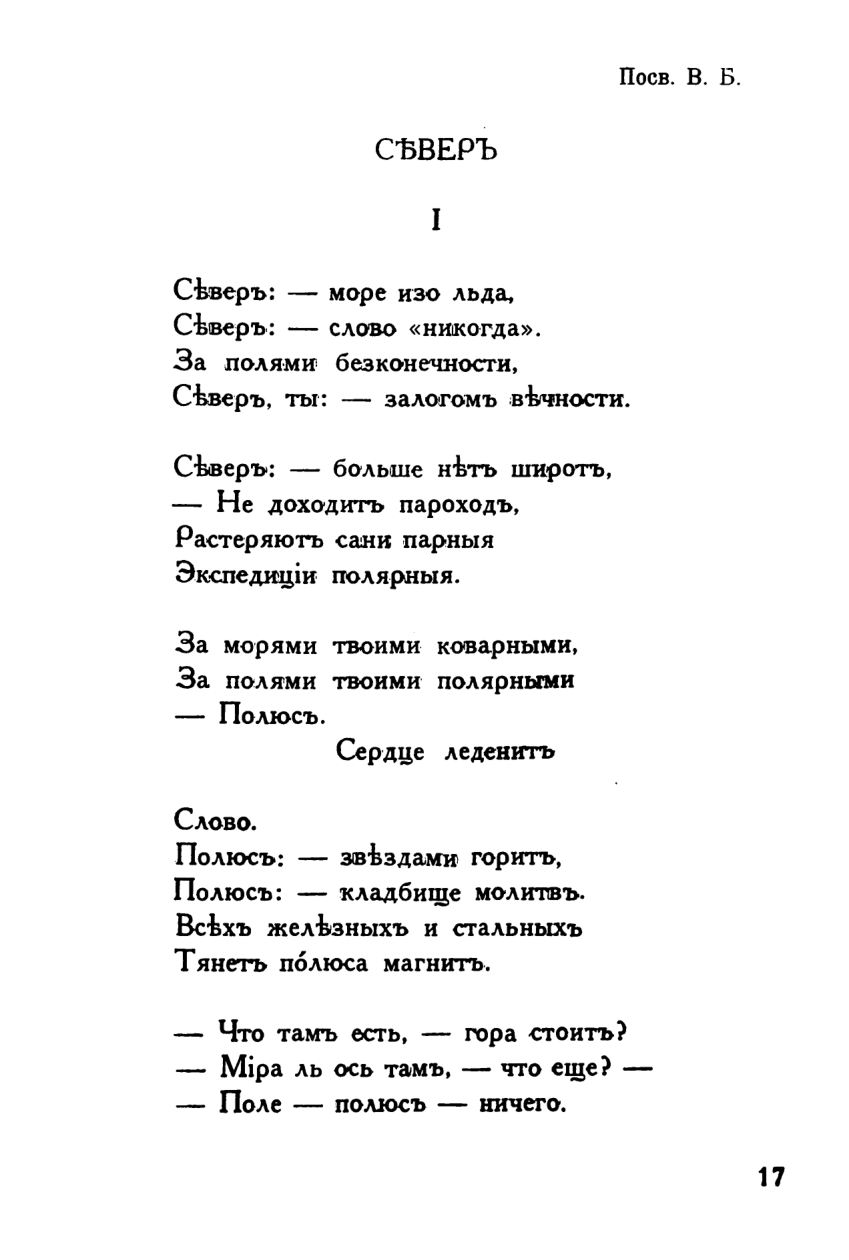 Посв. В. Б.
СѢВЕРЪ
I
Сѣверъ: — море изо льда,
Сѣверъ: — слово «никогда».
За полями безконечности,
Сѣверъ, ты: — залогомъ вѣчности.
Сѣверъ: — больше нѣтъ широтъ,
— Не доходитъ пароходъ,
Растеряютъ сани парныя
Экспедиціи полярныя.
За морями твоими коварными,
За полями твоими полярными
— Полюсъ.
Сердце леденитъ
Слово.
Полюсъ: — звѣздами горитъ,
Полюсъ: — кладбище молитвъ.
Всѣхъ желѣзныхъ и стальныхъ
Тянетъ по́люса магнитъ.
— Что тамъ есть, — гора стоитъ?
— Міра ль ось тамъ, — что еще? —
— Поле — полюсъ — ничего.
17